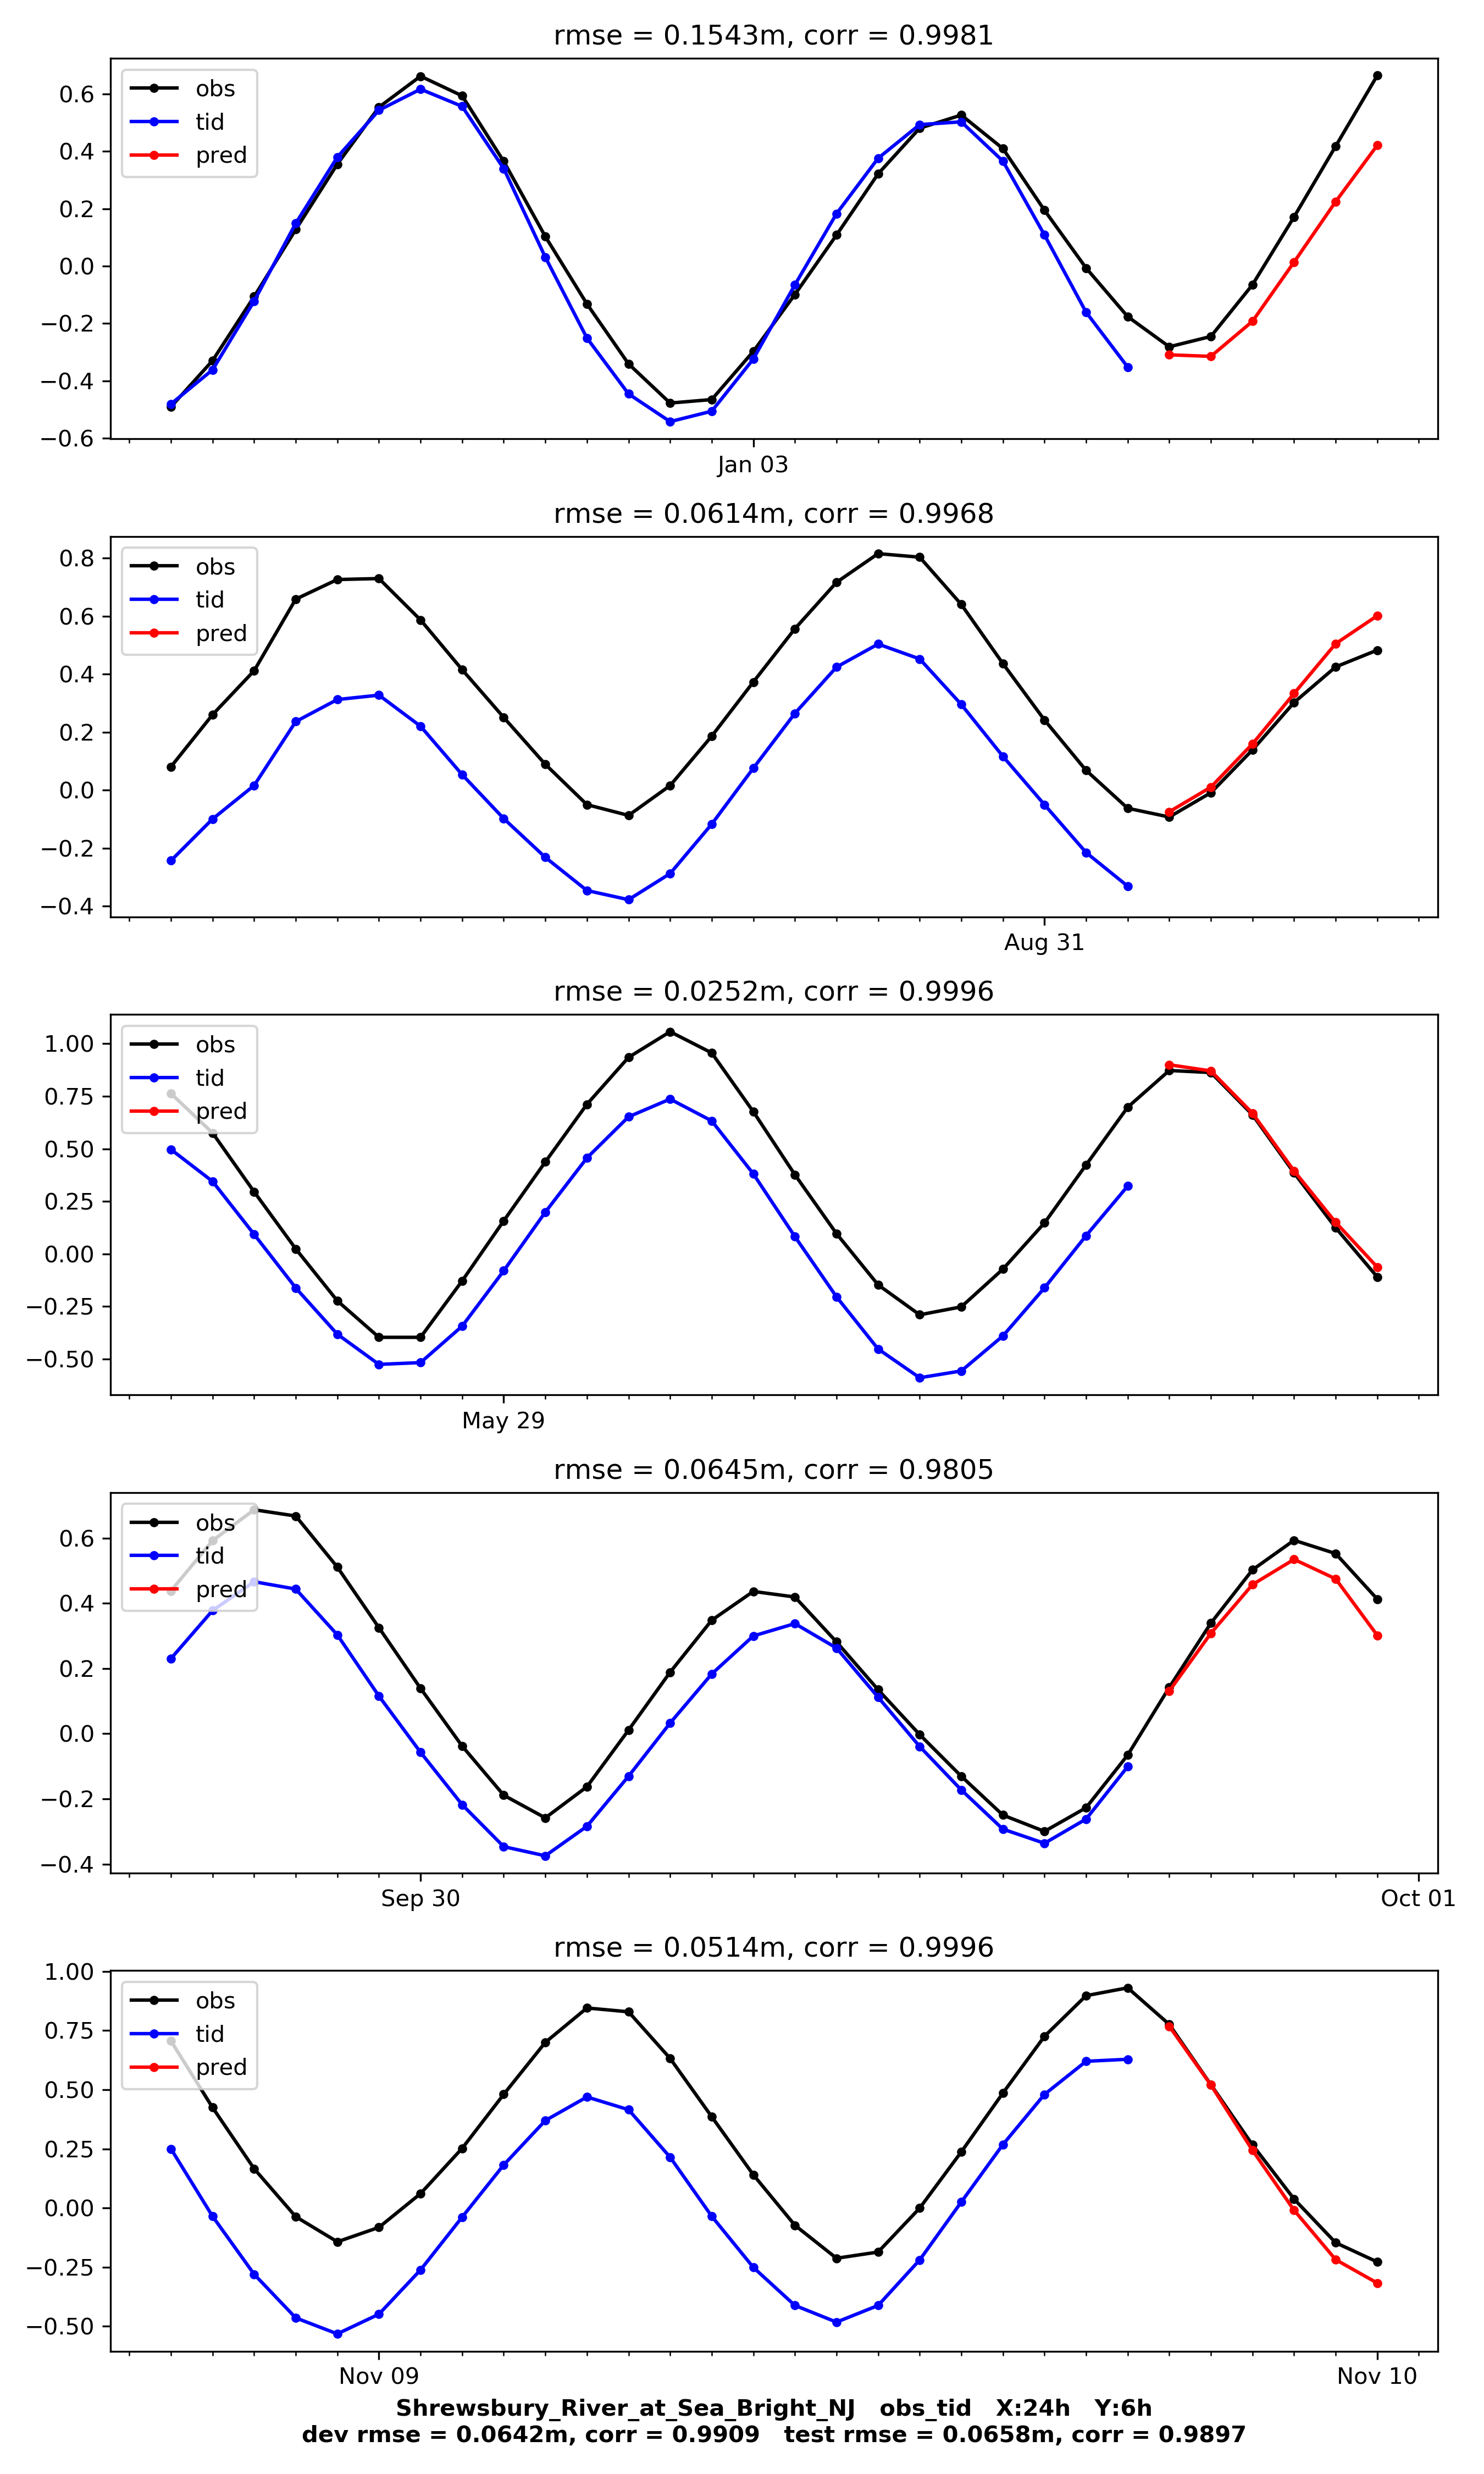 rmse = 0.1543m, corr = 0.9981
obs
tid
pred
0.6
0.4
0.2
0.0
−0.2
−0.4
−0.6
Jan 03
rmse = 0.0614m, corr = 0.9968
obs
tid
pred
0.8
0.6
0.4
0.2
0.0
−0.2
−0.4
Aug 31
rmse = 0.0252m, corr = 0.9996
obs
tid
pred
1.00
0.75
0.50
0.25
0.00
−0.25
−0.50
May 29
rmse = 0.0645m, corr = 0.9805
obs
tid
pred
0.6
0.4
0.2
0.0
−0.2
−0.4
Sep 30 Oct 01
rmse = 0.0514m, corr = 0.9996
obs
tid
pred
1.00
0.75
0.50
0.25
0.00
−0.25
−0.50
Nov 09 Nov 10
Shrewsbury_River_at_Sea_Bright_NJ obs_tid X:24h Y:6h
dev rmse = 0.0642m, corr = 0.9909 test rmse = 0.0658m, corr = 0.9897